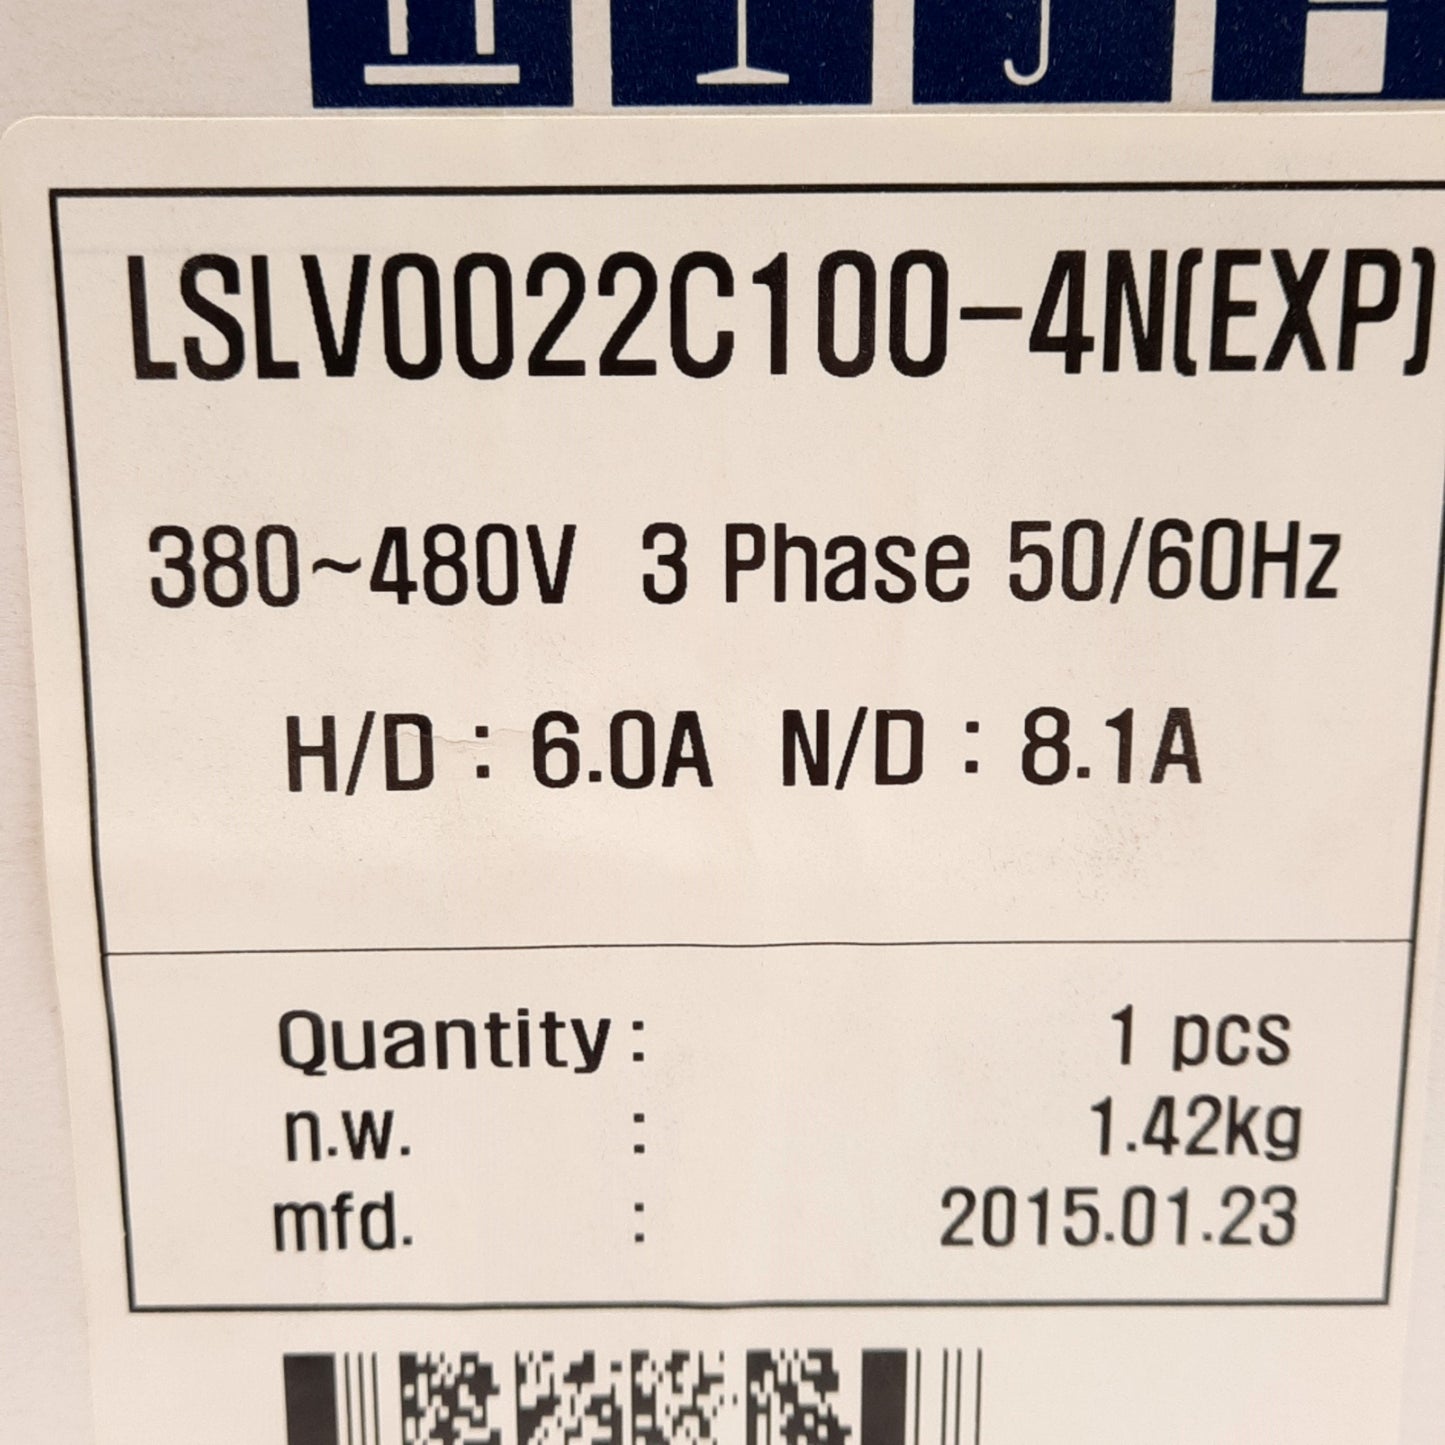 LSLV0022C100-4N(EXP)
380~480V 3 Phase 50/60Hz
H/D : 6.0A N/D : 8.1A
Quantity : 1 pcs
n.w. : 1.42kg
mfd. : 2015.01.23